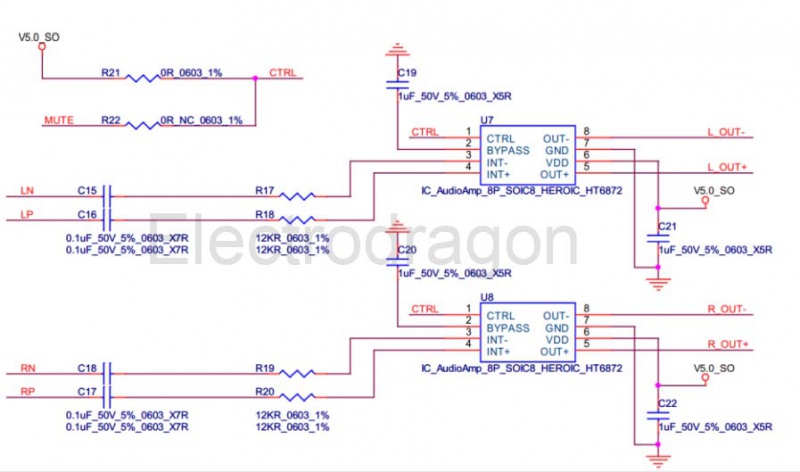 V5.0_SO
R21 0R_0603_1% CTRL
MUTE R22 0R_NC_0603_1%
C19
1uF_50V_5%_0603_X5R
U7
CTRL 1 CTRL OUT- 8 L_OUT-
2 BYPASS GND 7
3 INT- VDD 6
4 INT+ OUT+ 5 L_OUT+
IC_AudioAmp_8P_SOIC8_HEROIC_HT6872
V5.0_SO
LN C15 R17
LP C16 R18
0.1uF_50V_5%_0603_X7R 12KR_0603_1%
0.1uF_50V_5%_0603_X7R 12KR_0603_1%
C21
1uF_50V_5%_0603_X5R
Electrodragon
C20
1uF_50V_5%_0603_X5R
U8
CTRL 1 CTRL OUT- 8 R_OUT-
2 BYPASS GND 7
3 INT- VDD 6
4 INT+ OUT+ 5 R_OUT+
IC_AudioAmp_8P_SOIC8_HEROIC_HT6872
V5.0_SO
RN C18 R19
RP C17 R20
0.1uF_50V_5%_0603_X7R 12KR_0603_1%
0.1uF_50V_5%_0603_X7R 12KR_0603_1%
C22
1uF_50V_5%_0603_X5R